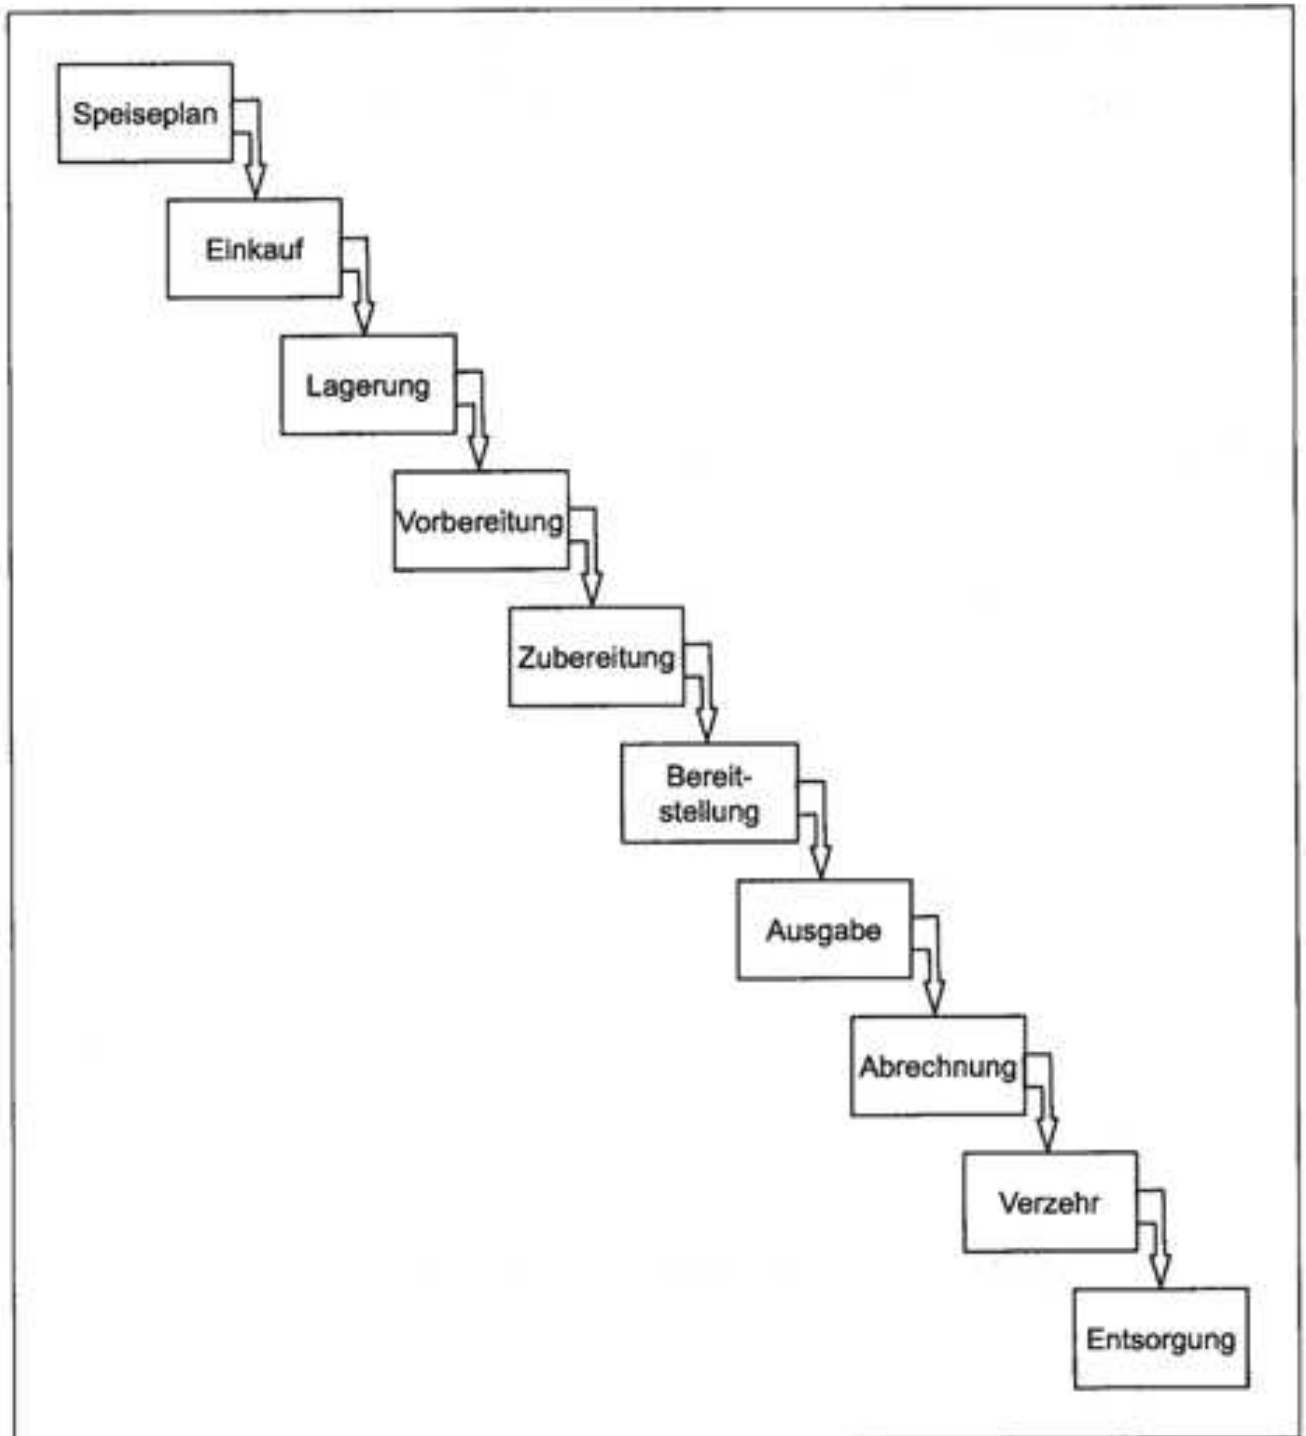 Speiseplan
Einkauf
Lagerung
Vorbereitung
Zubereitung
Bereit-
stellung
Ausgabe
Abrechnung
Verzehr
Entsorgung